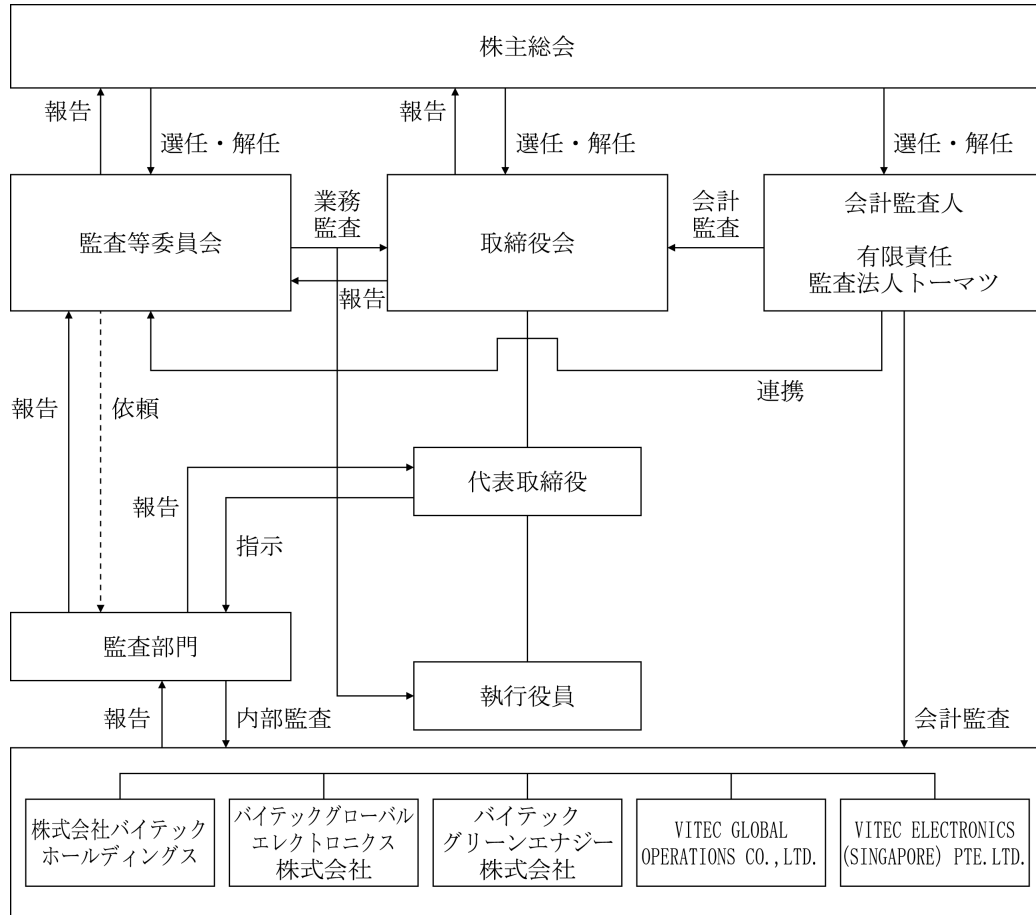 株主総会
報告
選任・解任
報告
選任・解任
選任・解任
監査等委員会
業務
監査
取締役会
会計
監査
会計監査人
有限責任
監査法人トーマツ
報告
連携
報告
依頼
報告
代表取締役
指示
監査部門
執行役員
報告
内部監査
会計監査
株式会社バイテック
ホールディングス
バイテックグローバル
エレクトロニクス
株式会社
バイテック
グリーンエナジー
株式会社
VITEC GLOBAL
OPERATIONS CO.,LTD.
VITEC ELECTRONICS
(SINGAPORE) PTE.LTD.